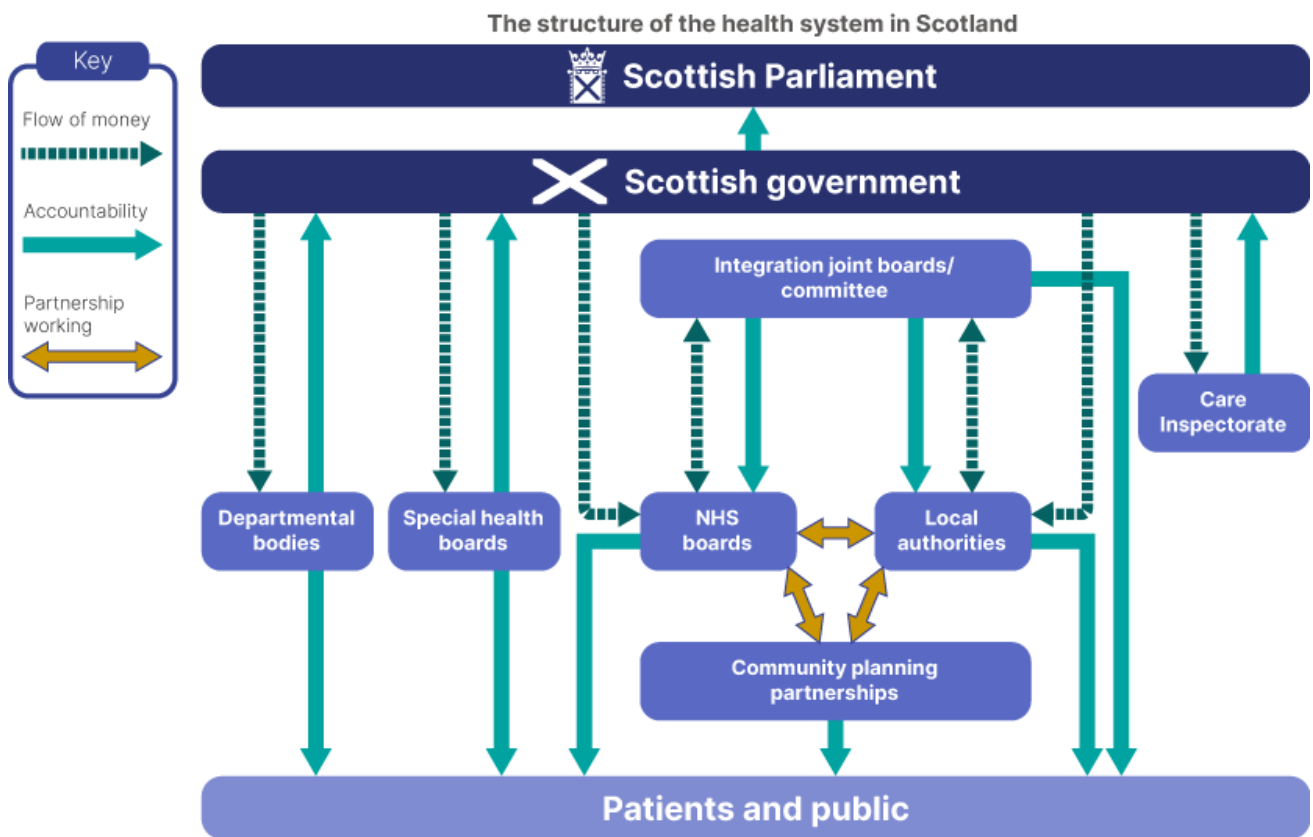 The structure of the health system in Scotland
Key
Flow of money
Accountability
Partnership
working
Scottish Parliament
Scottish government
Integration joint boards/
committee
Care
Inspectorate
Departmental
bodies
Special health
boards
NHS
boards
Local
authorities
Community planning
partnerships
Patients and public